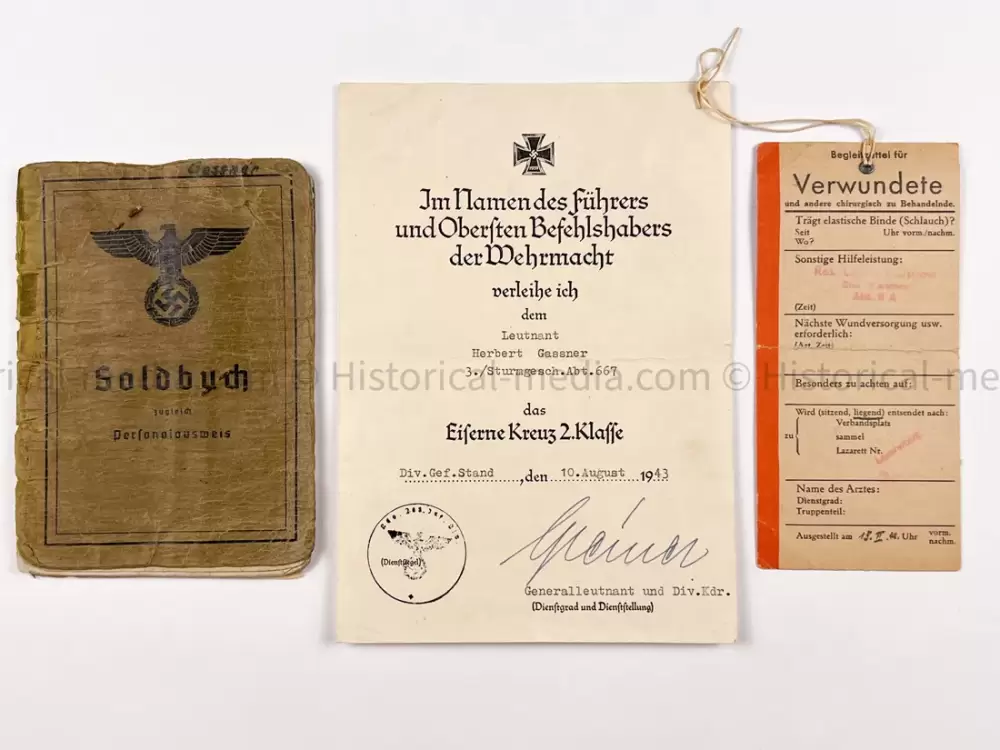 Gassner
Soldbuch
zugleich
Personalausweis
Im Namen des Führers
und Obersten Befehlshabers
der Wehrmacht
verleihe ich
dem
Leutnant
Herbert Gassner
3./Sturmgesch.Abt.667
das
Eiserne Kreuz 2.Klasse
Div.Gef.Stand, den 10.August 1943
(Dienstsiegel)
Generalleutnant und Div.Kdr.
(Dienstgrad und Dienststellung)
Begleitzettel für
Verwundete
und andere chirurgisch zu Behandelnde.
Trägt elastische Binde (Schlauch)?
Seit Uhr vorm./nachm.
Wo?
Sonstige Hilfeleistung:
(Zeit)
Nächste Wundversorgung usw.
erforderlich:
(Art, Zeit)
Besonders zu achten auf:
Wird (sitzend, liegend) entsendet nach:
zu Verbandsplatz
sammel
Lazarett Nr.
Name des Arztes:
Dienstgrad:
Truppenteil:
Ausgestellt am Uhr vorm.
nachm.
© Historical-media.com © Historical-me